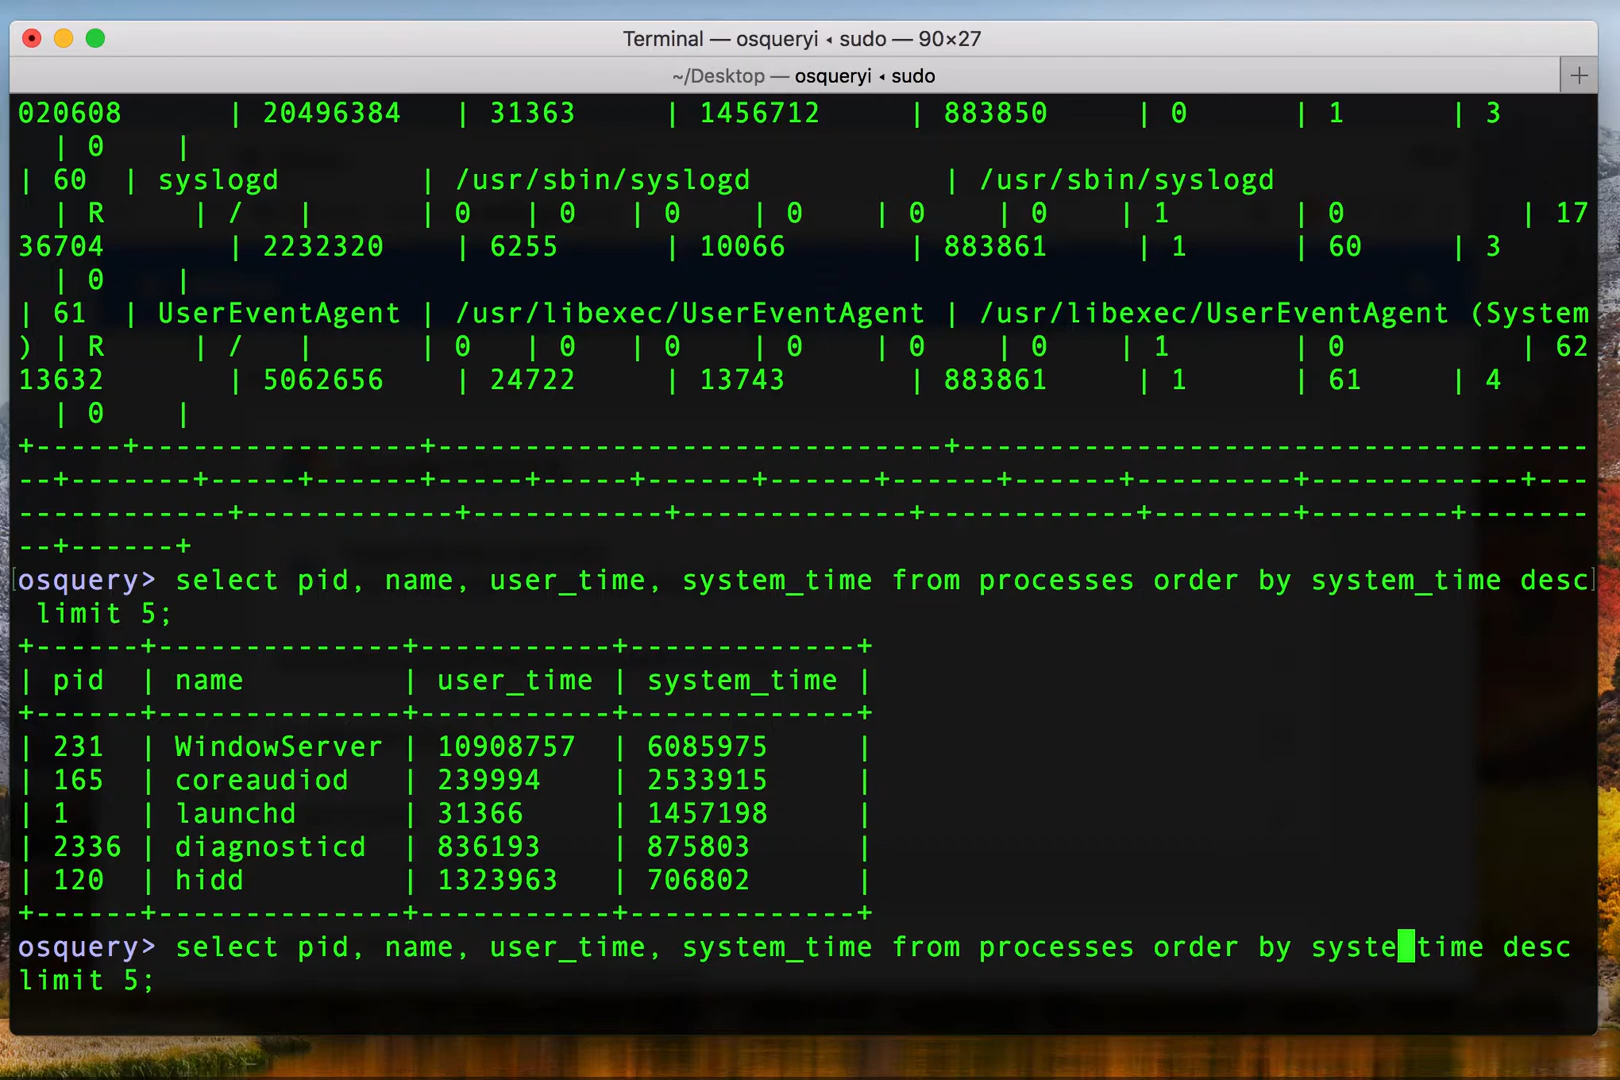 Terminal — osqueryi ◂ sudo — 90×27
~/Desktop — osqueryi ◂ sudo +
020608      | 20496384   | 31363     | 1456712     | 883850     | 0      | 1      | 3
  | 0    |
| 60  | syslogd        | /usr/sbin/syslogd           | /usr/sbin/syslogd
  | R     | /   |      | 0   | 0   | 0    | 0    | 0    | 0    | 1       | 0          | 17
36704       | 2232320    | 6255      | 10066       | 883861     | 1      | 60     | 3
  | 0    |
| 61  | UserEventAgent | /usr/libexec/UserEventAgent | /usr/libexec/UserEventAgent (System
) | R     | /   |      | 0   | 0   | 0    | 0    | 0    | 0    | 1       | 0          | 62
13632       | 5062656    | 24722     | 13743       | 883861     | 1      | 61     | 4
  | 0    |
+-----+----------------+-----------------------------+------------------------------------
--+-------+-----+------+-----+-----+------+------+------+------+---------+------------+---
------------+------------+-----------+-------------+------------+--------+--------+-------
--+------+
osquery> select pid, name, user_time, system_time from processes order by system_time desc
 limit 5;
+------+--------------+-----------+-------------+
| pid  | name         | user_time | system_time |
+------+--------------+-----------+-------------+
| 231  | WindowServer | 10908757  | 6085975     |
| 165  | coreaudiod   | 239994    | 2533915     |
| 1    | launchd      | 31366     | 1457198     |
| 2336 | diagnosticd  | 836193    | 875803      |
| 120  | hidd         | 1323963   | 706802      |
+------+--------------+-----------+-------------+
osquery> select pid, name, user_time, system_time from processes order by syste time desc
limit 5;